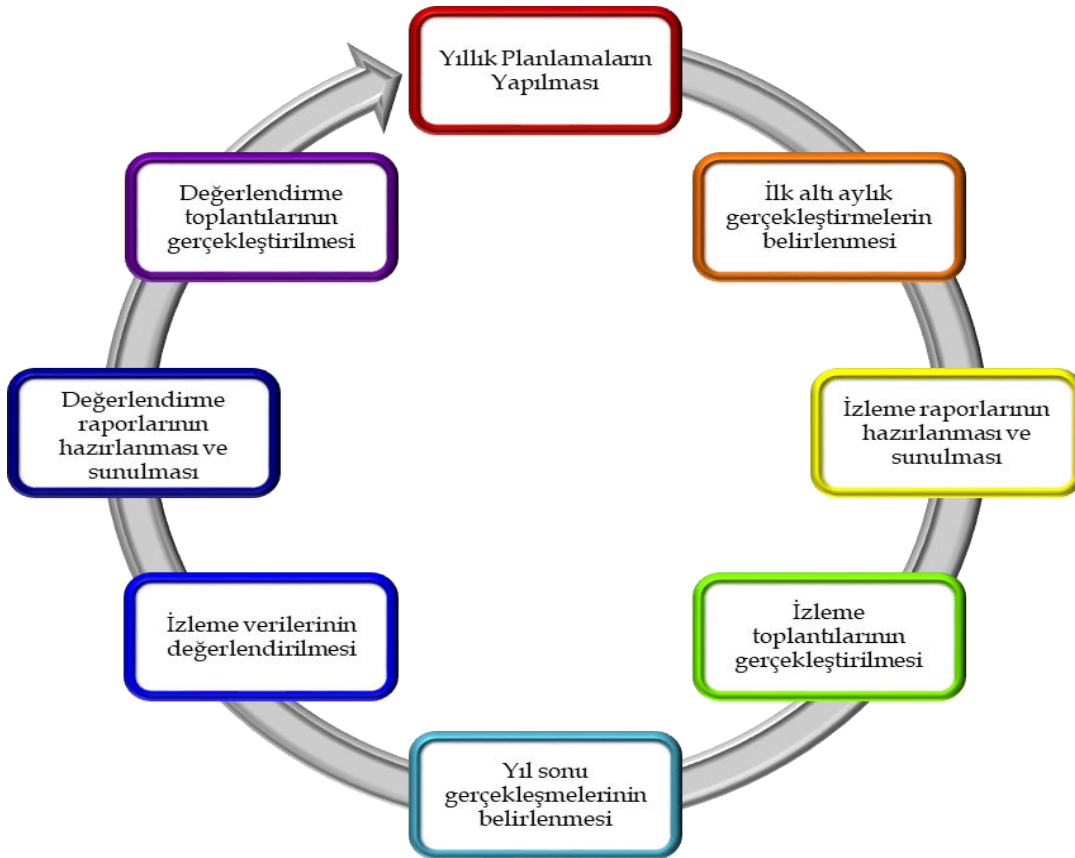 Yıllık Planlamaların
Yapılması
İlk altı aylık
gerçekleştirmelerin
belirlenmesi
İzleme raporlarının
hazırlanması ve
sunulması
İzleme
toplantılarının
gerçekleştirilmesi
Yıl sonu
gerçekleşmelerinin
belirlenmesi
İzleme verilerinin
değerlendirilmesi
Değerlendirme
raporlarının
hazırlanması ve
sunulması
Değerlendirme
toplantılarının
gerçekleştirilmesi